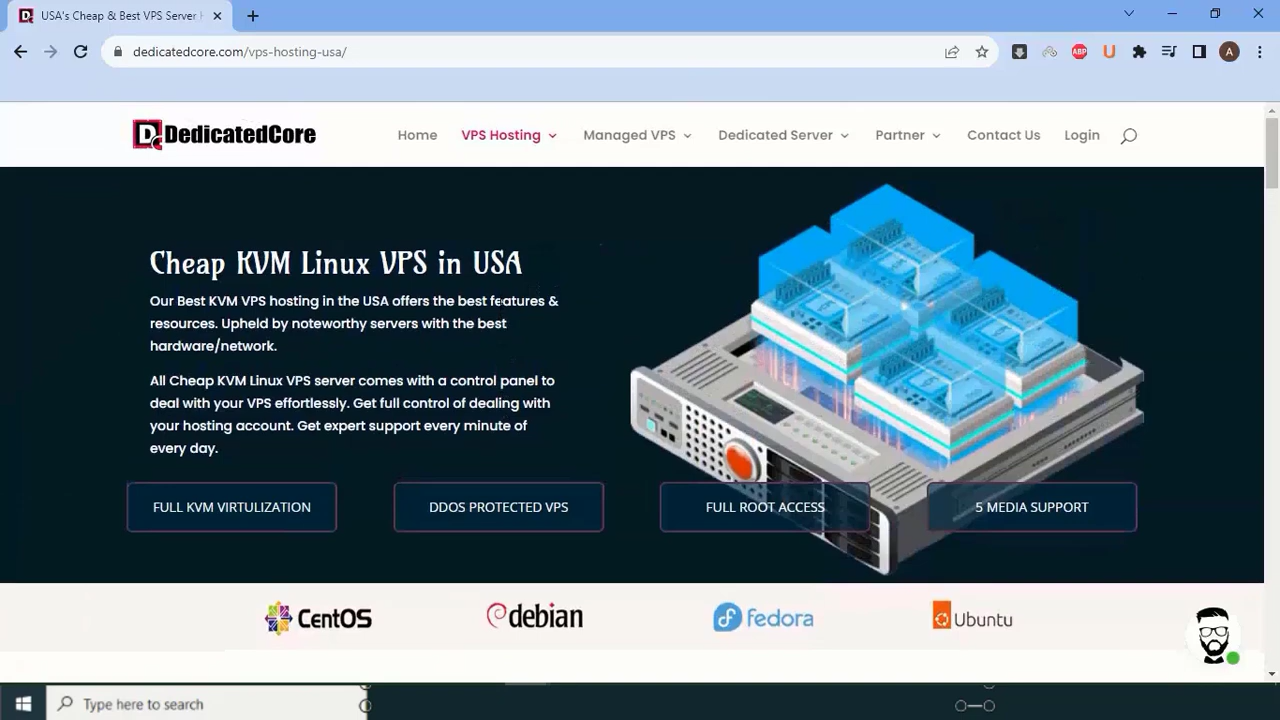 USA's Cheap & Best VPS Server
dedicatedcore.com/vps-hosting-usa/
ABP
U
A
DedicatedCore
Home
VPS Hosting
Managed VPS
Dedicated Server
Partner
Contact Us
Login
Cheap KVM Linux VPS in USA
Our Best KVM VPS hosting in the USA offers the best features &
resources. Upheld by noteworthy servers with the best
hardware/network.
All Cheap KVM Linux VPS server comes with a control panel to
deal with your VPS effortlessly. Get full control of dealing with
your hosting account. Get expert support every minute of
every day.
FULL KVM VIRTULIZATION
DDOS PROTECTED VPS
FULL ROOT ACCESS
5 MEDIA SUPPORT
CentOS
debian
fedora
Ubuntu
Type here to search